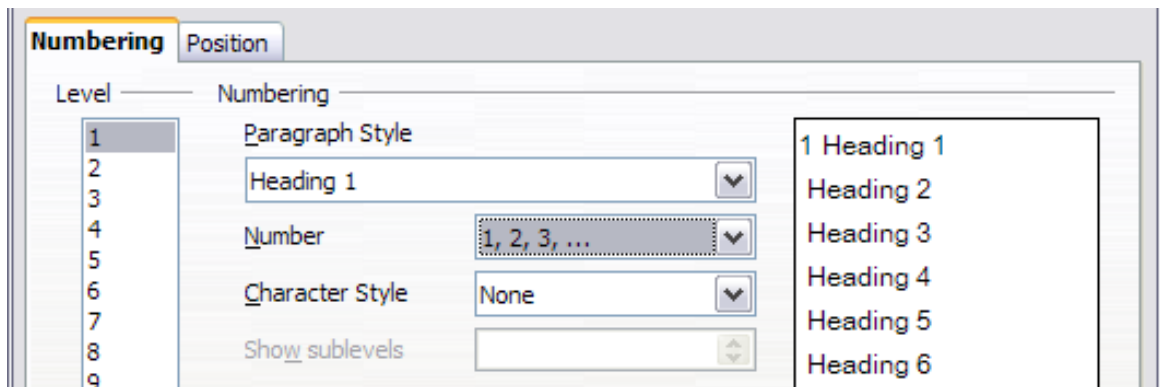 Numbering Position
Level Numbering
1
2
3
4
5
6
7
8
9
Paragraph Style
Heading 1
Number 1, 2, 3, ...
Character Style None
Show sublevels
1 Heading 1
Heading 2
Heading 3
Heading 4
Heading 5
Heading 6